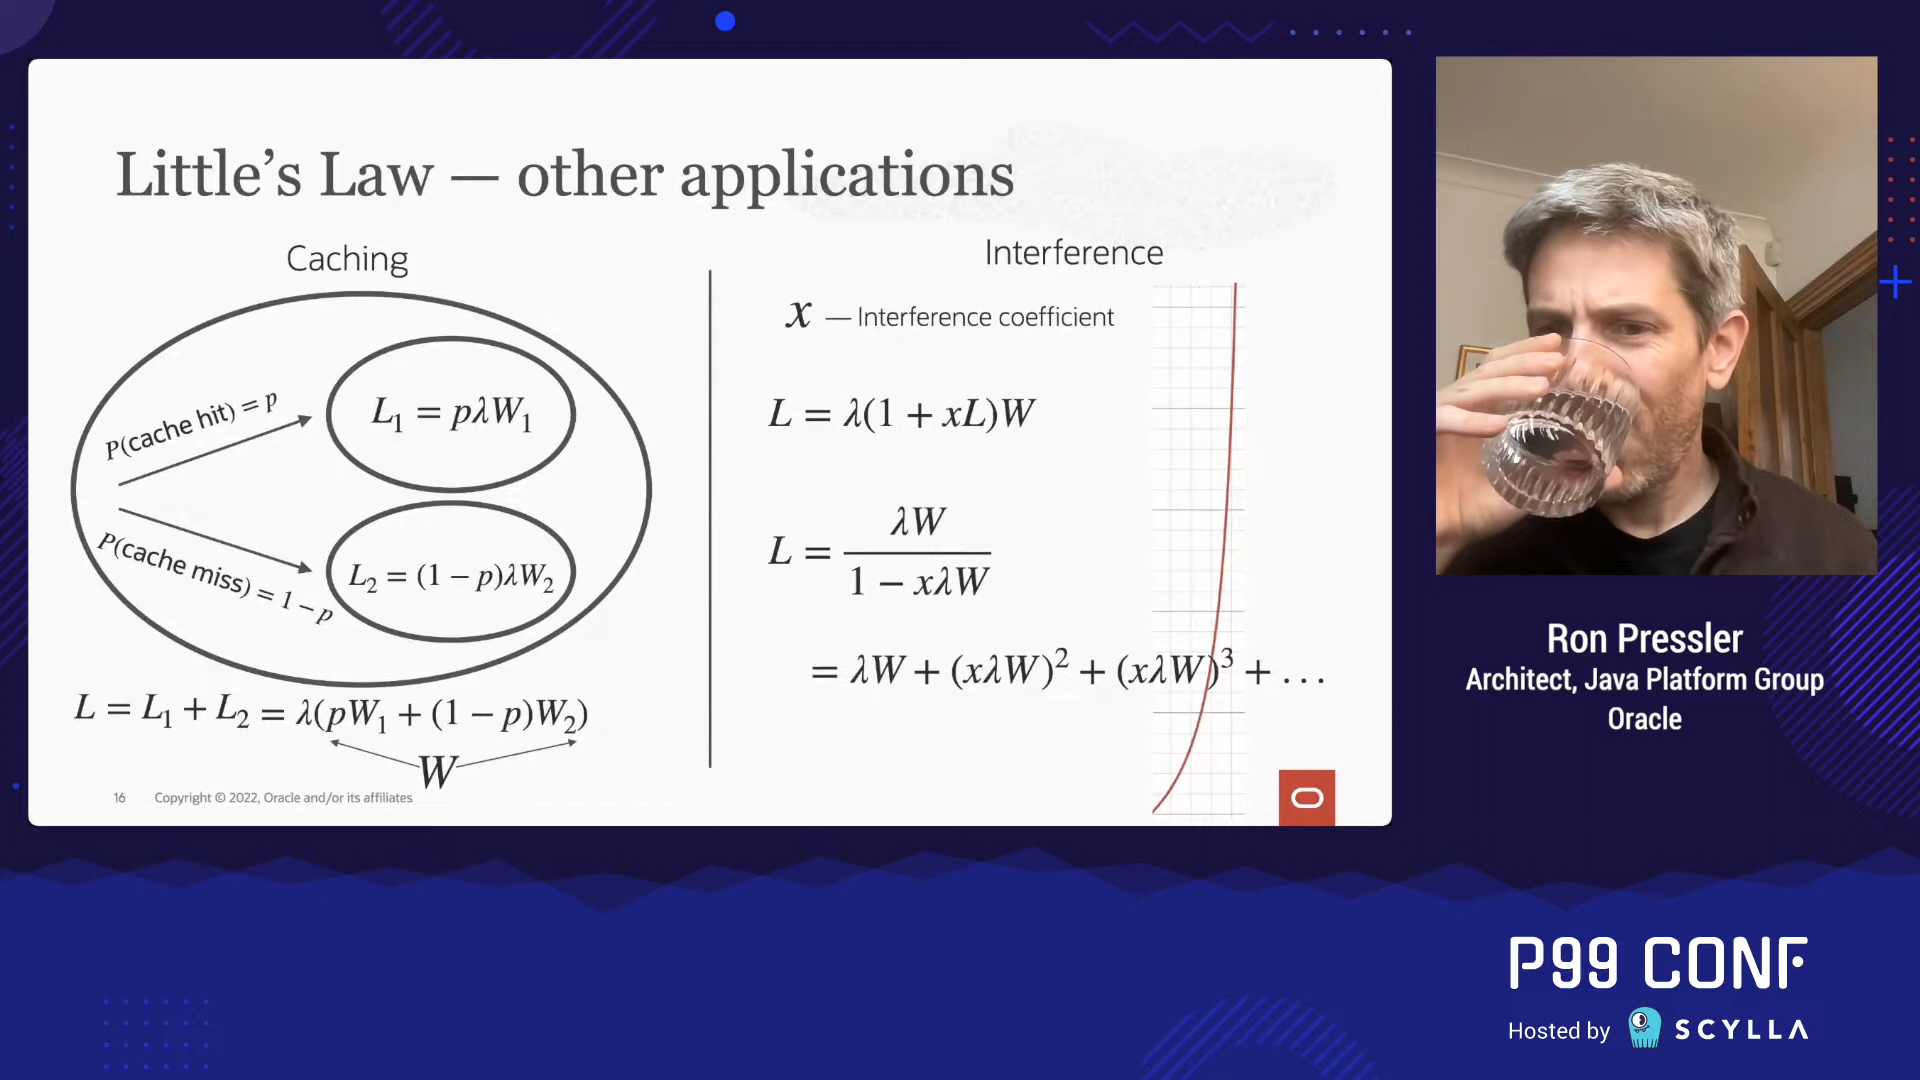 Little’s Law — other applications
Caching
P(cache hit) = p
L₁ = pλW₁
P(cache miss) = 1 − p
L₂ = (1 − p)λW₂
L = L₁ + L₂ = λ(pW₁ + (1 − p)W₂)
W
Interference
x — Interference coefficient
L = λ(1 + xL)W
L = λW / 1 − xλW
= λW + (xλW)² + (xλW)³ + …
16 Copyright © 2022, Oracle and/or its affiliates
Ron Pressler
Architect, Java Platform Group
Oracle
P99 CONF
Hosted by SCYLLA